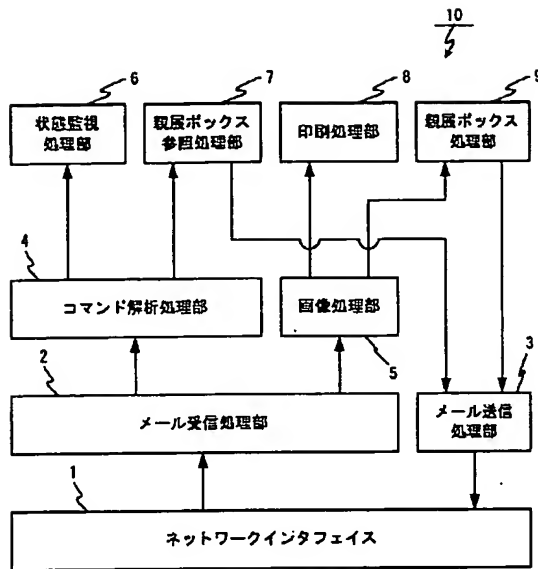 10
6
7
8
9
状態監視
処理部
親展ボックス
参照処理部
印刷処理部
親展ボックス
処理部
4
コマンド解析処理部
画像処理部
5
2
3
メール受信処理部
メール送信
処理部
1
ネットワークインタフェイス